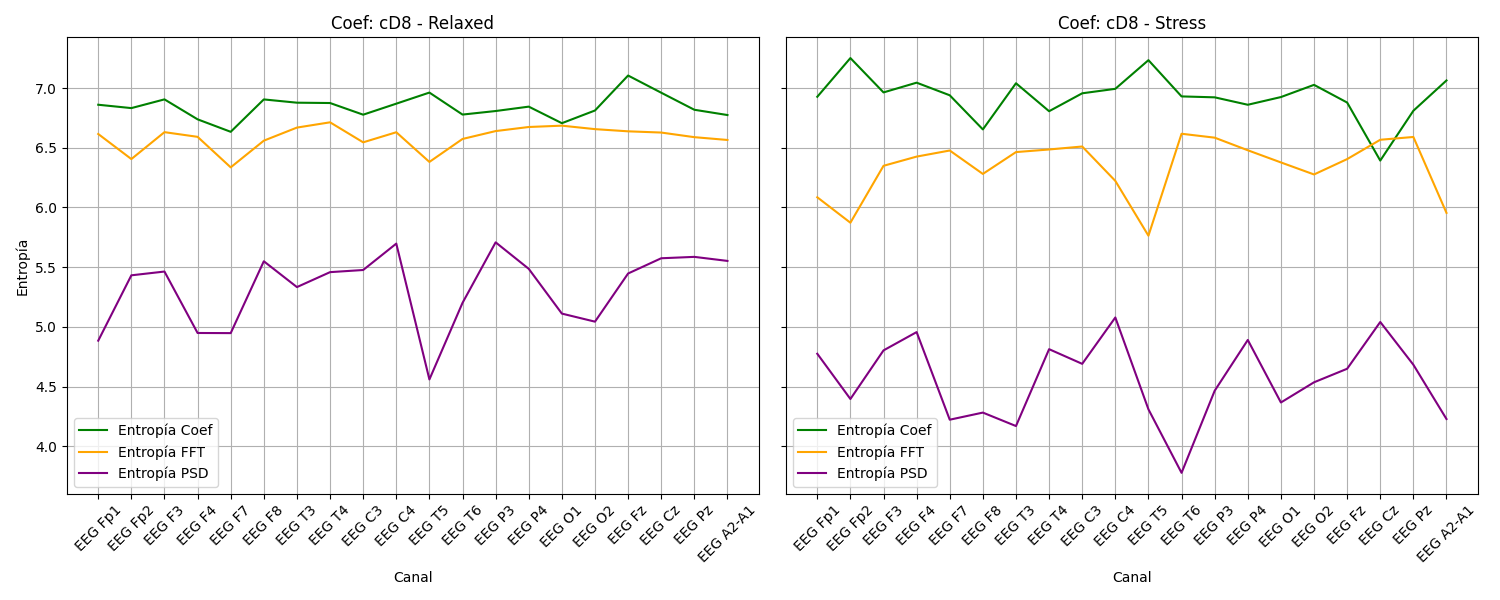 Coef: cD8 - Relaxed
Entropía
7.0
6.5
6.0
5.5
5.0
4.5
4.0
Entropía Coef
Entropía FFT
Entropía PSD
EEG Fp1
EEG Fp2
EEG F3
EEG F4
EEG F7
EEG F8
EEG T3
EEG T4
EEG C3
EEG C4
EEG T5
EEG T6
EEG P3
EEG P4
EEG O1
EEG O2
EEG Fz
EEG Cz
EEG Pz
EEG A2-A1
Canal
Coef: cD8 - Stress
Entropía Coef
Entropía FFT
Entropía PSD
EEG Fp1
EEG Fp2
EEG F3
EEG F4
EEG F7
EEG F8
EEG T3
EEG T4
EEG C3
EEG C4
EEG T5
EEG T6
EEG P3
EEG P4
EEG O1
EEG O2
EEG Fz
EEG Cz
EEG Pz
EEG A2-A1
Canal